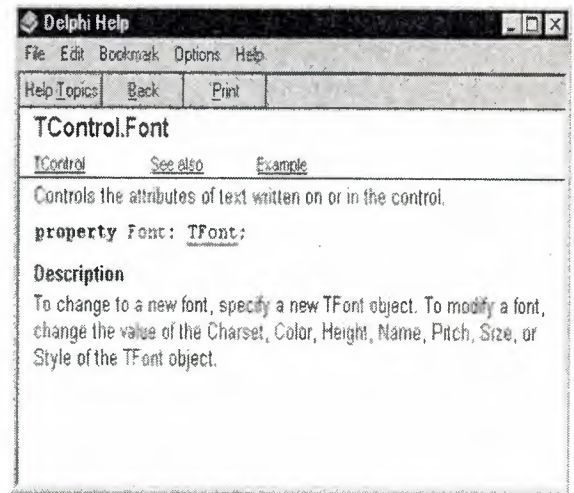 Delphi Help
File Edit Bookmark Options Help
Help Topics Back Print
TControl.Font
TControl See also Example
Controls the attributes of text written on or in the control.
property Font: TFont;
Description
To change to a new font, specify a new TFont object. To modify a font,
change the value of the Charset, Color, Height, Name, Pitch, Size, or
Style of the TFont object.